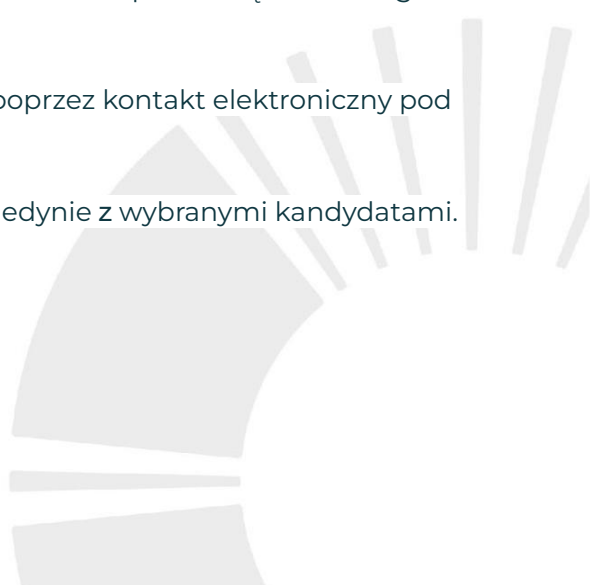 poprzez kontakt elektroniczny pod
edynie z wybranymi kandydatami.